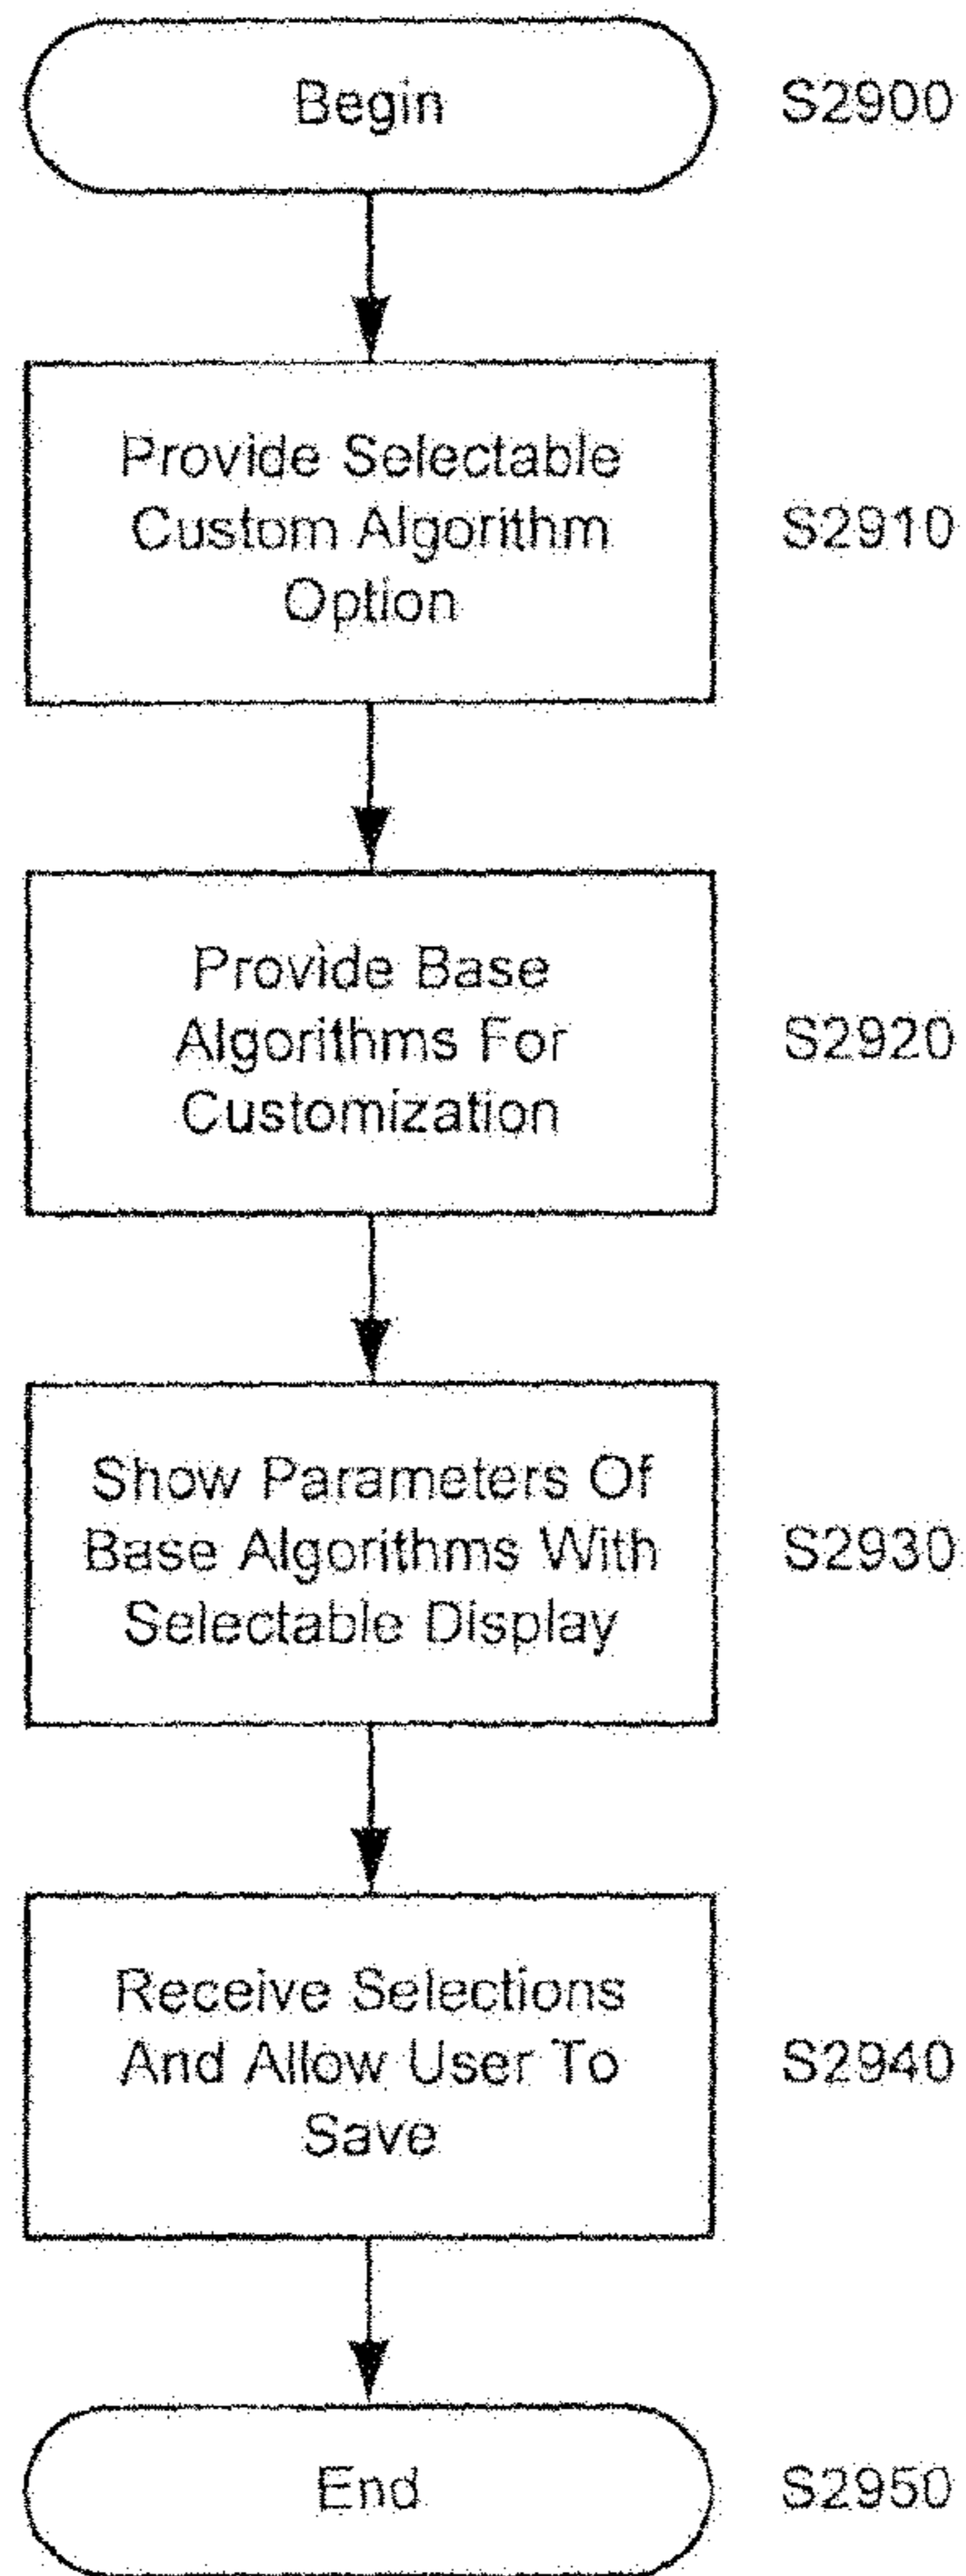 Begin
S2900
Provide Selectable
Custom Algorithm
Option
S2910
Provide Base
Algorithms For
Customization
S2920
Show Parameters Of
Base Algorithms With
Selectable Display
S2930
Receive Selections
And Allow User To
Save
S2940
End
S2950